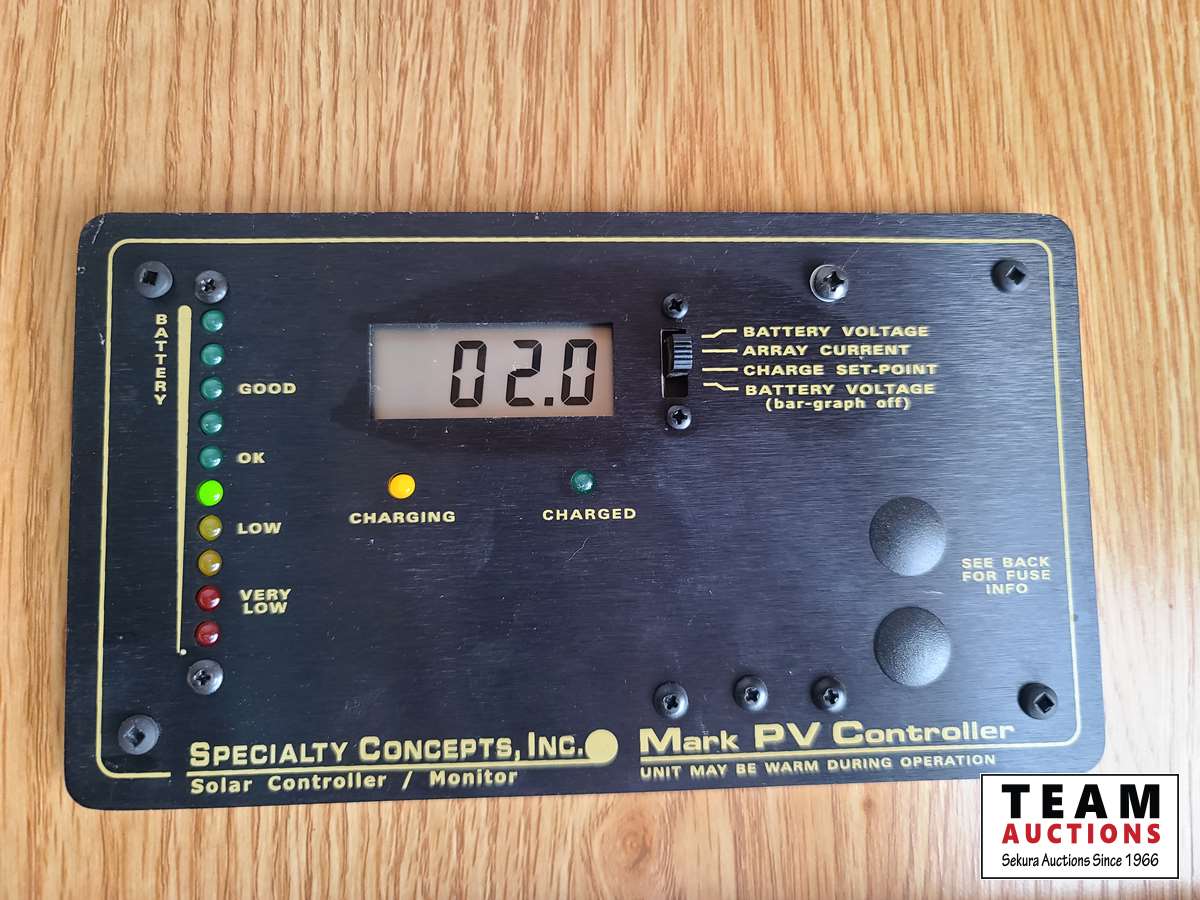 BATTERY
GOOD
OK
LOW
VERY
LOW
02.0
CHARGING
CHARGED
BATTERY VOLTAGE
ARRAY CURRENT
CHARGE SET-POINT
BATTERY VOLTAGE
(bar-graph off)
SEE BACK
FOR FUSE
INFO
SPECIALTY CONCEPTS, INC.
Solar Controller / Monitor
Mark PV Controller
UNIT MAY BE WARM DURING OPERATION
TEAM
AUCTIONS
Sekura Auctions Since 1966